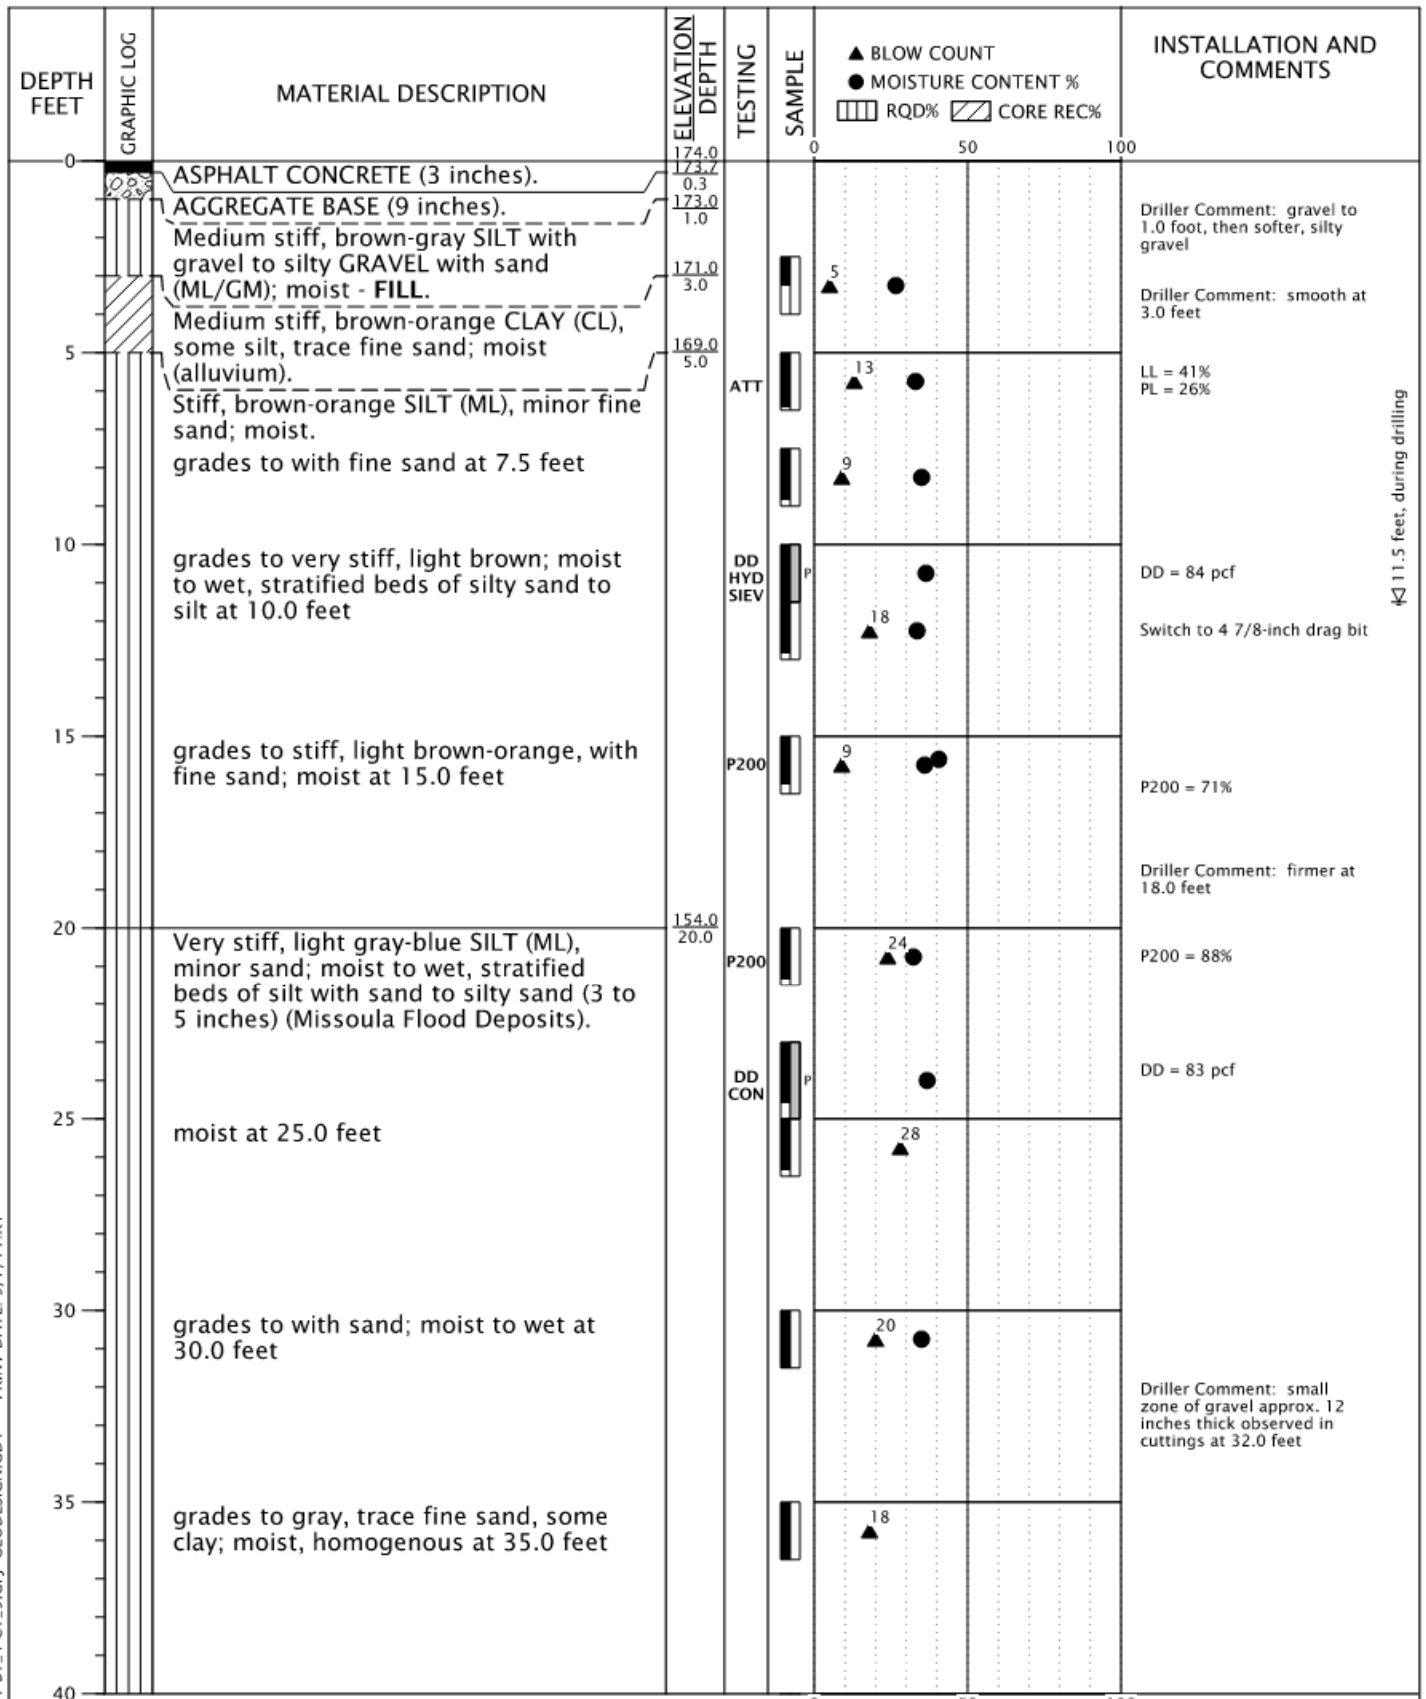 DEPTH
FEET
GRAPHIC LOG
MATERIAL DESCRIPTION
ELEVATION
DEPTH
TESTING
SAMPLE
▲ BLOW COUNT
● MOISTURE CONTENT %
RQD% CORE REC%
INSTALLATION AND
COMMENTS
0 50 100
0
174.0
173.7
0.3
ASPHALT CONCRETE (3 inches).
AGGREGATE BASE (9 inches).
173.0
1.0
Medium stiff, brown-gray SILT with
gravel to silty GRAVEL with sand
(ML/GM); moist - FILL.
Driller Comment: gravel to
1.0 foot, then softer, silty
gravel
171.0
3.0
5
Driller Comment: smooth at
3.0 feet
Medium stiff, brown-orange CLAY (CL),
some silt, trace fine sand; moist
(alluvium).
5
169.0
5.0
ATT
13
LL = 41%
PL = 26%
Stiff, brown-orange SILT (ML), minor fine
sand; moist.
grades to with fine sand at 7.5 feet
9
11.5 feet, during drilling
10
grades to very stiff, light brown; moist
to wet, stratified beds of silty sand to
silt at 10.0 feet
DD
HYD
SIEV
P
DD = 84 pcf
18
Switch to 4 7/8-inch drag bit
15
grades to stiff, light brown-orange, with
fine sand; moist at 15.0 feet
P200
9
P200 = 71%
Driller Comment: firmer at
18.0 feet
20
154.0
20.0
Very stiff, light gray-blue SILT (ML),
minor sand; moist to wet, stratified
beds of silt with sand to silty sand (3 to
5 inches) (Missoula Flood Deposits).
P200
24
P200 = 88%
DD
CON
P
DD = 83 pcf
25
moist at 25.0 feet
28
30
grades to with sand; moist to wet at
30.0 feet
20
Driller Comment: small
zone of gravel approx. 12
inches thick observed in
cuttings at 32.0 feet
35
grades to gray, trace fine sand, some
clay; moist, homogenous at 35.0 feet
18
40